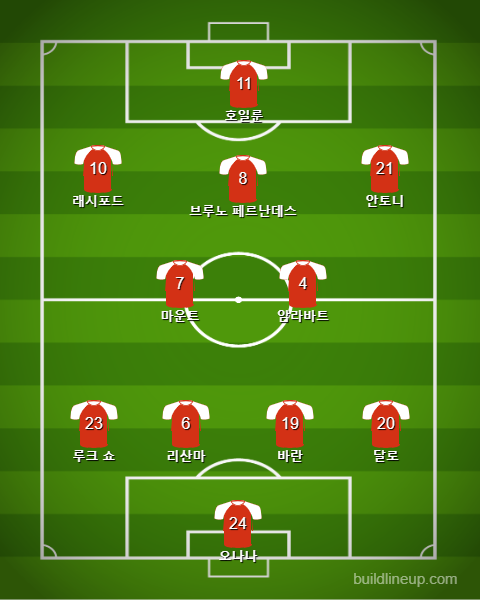 11
호일룬
10
래시포드
8
브루노 페르난데스
21
안토니
7
마운트
4
암라바트
23
루크 쇼
6
리산마
19
바란
20
달로
24
오나나
buildlineup.com